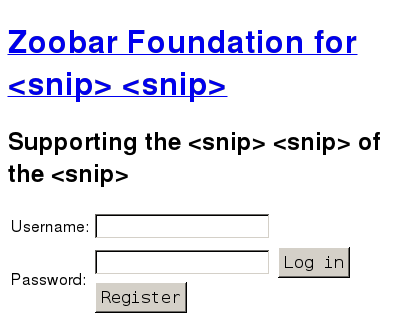 Zoobar Foundation for
<snip> <snip>
Supporting the <snip> <snip> of
the <snip>
Username:
Password:
Log in
Register